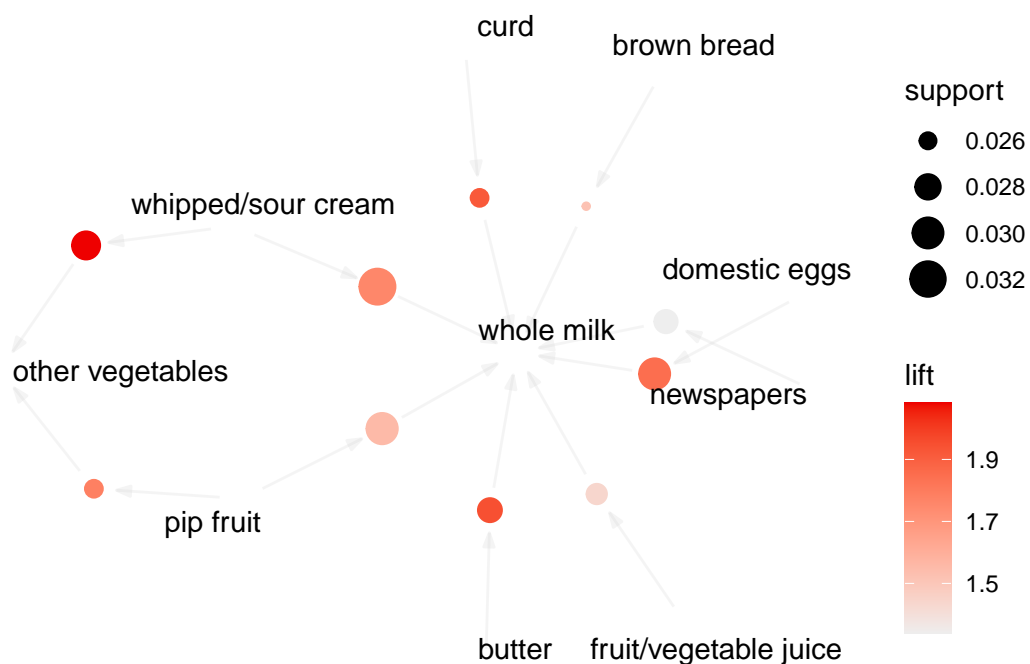 curd
brown bread
support
0.026
whipped/sour cream
0.028
0.030
domestic eggs
0.032
whole milk
other vegetables
lift
newspapers
1.9
pip fruit
1.7
1.5
butter
fruit/vegetable juice